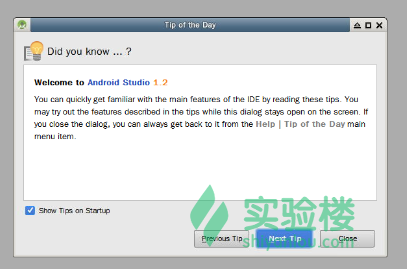 Tip of the Day
Did you know ... ?
Welcome to Android Studio 1.2
You can quickly get familiar with the main features of the IDE by reading these tips. You
may try out the features described in the tips while this dialog stays open on the screen. If
you close the dialog, you can always get back to it from the Help | Tip of the Day main
menu item.
Show Tips on Startup
实验楼
Previous Tip
Next Tip
Close